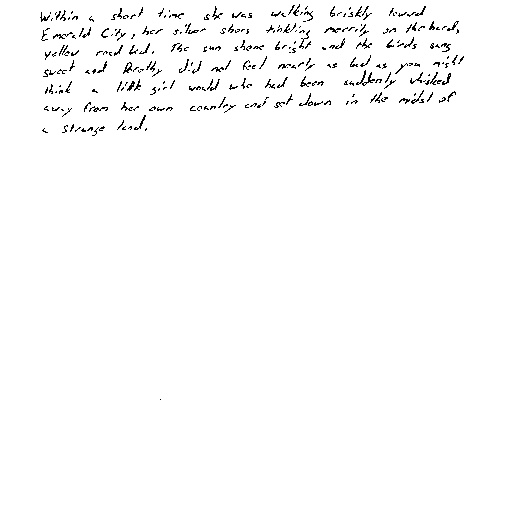 Within a short time she was walking briskly toward
Emerald City, her silver shoes tinkling merrily on the hard,
yellow road bed. The sun shone bright and the birds sang
sweet and Dorothy did not feel nearly as bad as you might
think a little girl would who had been suddenly whisked
away from her own country and set down in the midst of
a strange land.